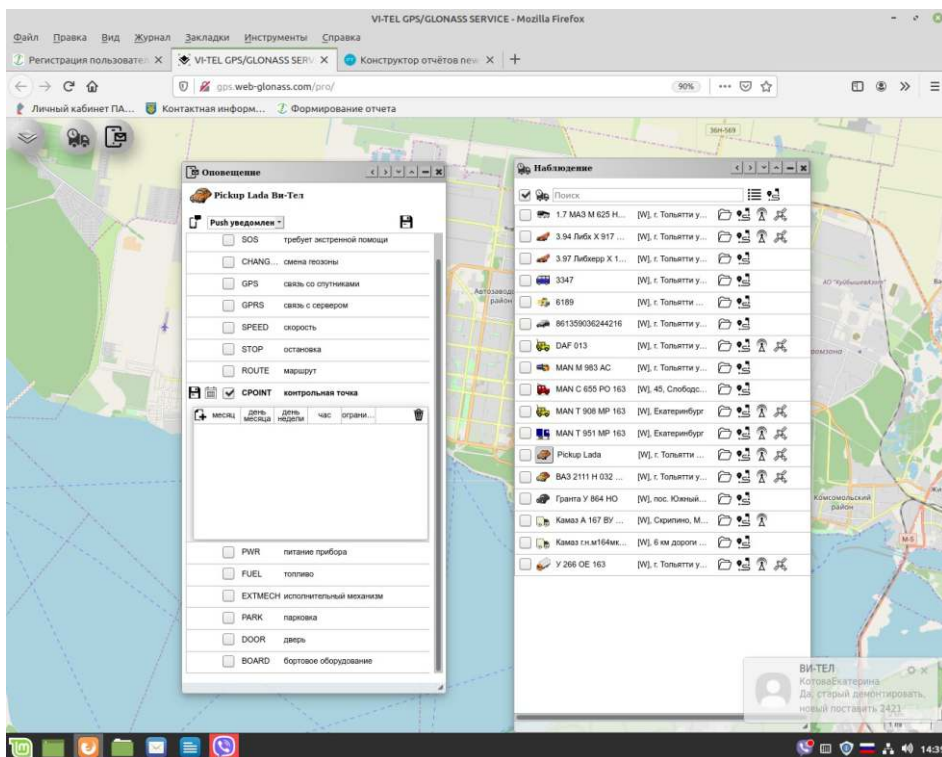 VI-TEL GPS/GLONASS SERVICE - Mozilla Firefox
Файл Правка Вид Журнал Закладки Инструменты Справка
Регистрация пользовател
VI-TEL GPS/GLONASS SERV
Конструктор отчётов new
gps.web-glonass.com/pro/
90%
Личный кабинет ПА... Контактная информ... Формирование отчета
36Н-569
Оповещение
Pickup Lada Ви-Тел
Push уведомлен
SOS требует экстренной помощи
CHANG... смена геозоны
GPS связь со спутниками
GPRS связь с сервером
SPEED скорость
STOP остановка
ROUTE маршрут
CPOINT контрольная точка
месяц день месяца день недели час ограни...
PWR питание прибора
FUEL топливо
EXTMECH исполнительный механизм
PARK парковка
DOOR дверь
BOARD бортовое оборудование
Наблюдение
Поиск
1.7 МАЗ М 625 Н... [W], г. Тольятти у...
3.94 Либх Х 917 ... [W], г. Тольятти у...
3.97 Либхерр Х 1... [W], г. Тольятти у...
3347 [W], г. Тольятти у...
6189 [W], г. Тольятти ...
861359036244216 [W], г. Тольятти у...
DAF 013 [W], г. Тольятти у...
MAN M 983 AC [W], г. Тольятти у...
MAN C 655 PO 163 [W], 45, Слободс...
MAN T 908 MP 163 [W], Екатеринбург
MAN T 951 MP 163 [W], Екатеринбург
Pickup Lada [W], г. Тольятти ...
ВАЗ 2111 Н 032 ... [W], г. Тольятти у...
Гранта У 864 НО [W], пос. Южный...
Камаз А 167 ВУ ... [W], Скрипино, М...
Камаз г.н.м164мк... [W], 6 км дороги ...
У 266 ОЕ 163 [W], г. Тольятти у...
район
Комсомольский
район
М-5
ВИ-ТЕЛ
КотоваЕкатерина
Да, старый демонтировать,
новый поставить 2421
14:39